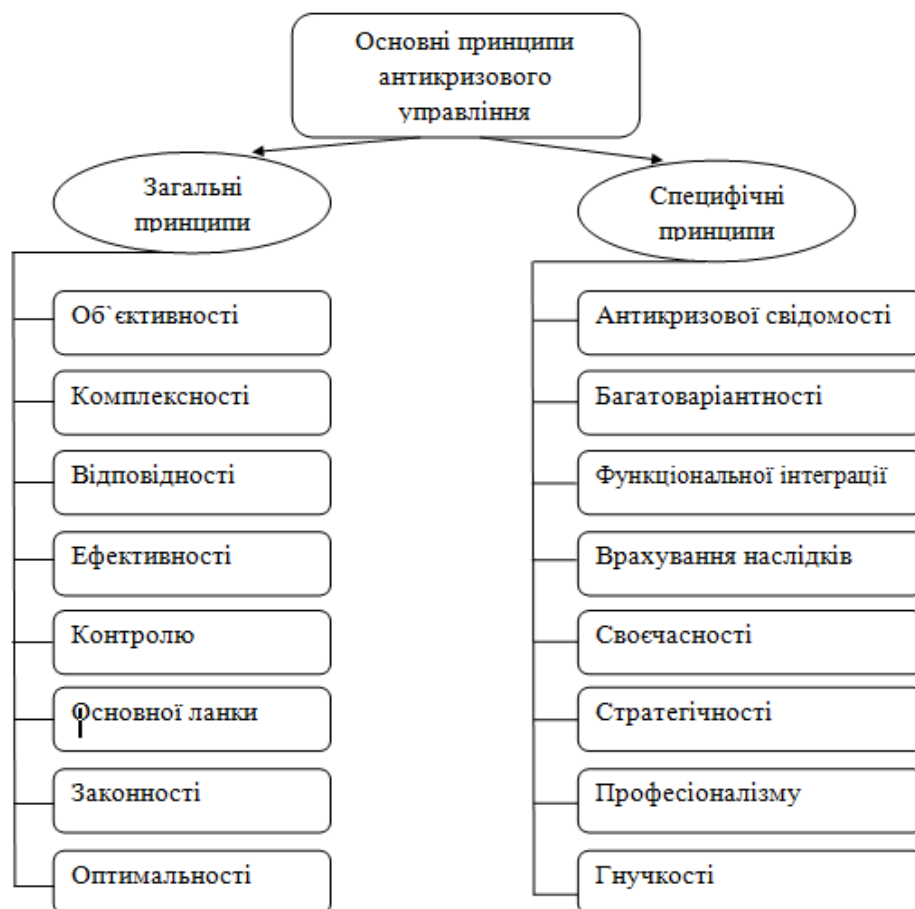 Основні принципи
антикризового
управління
Загальні
принципи
Об`єктивності
Комплексності
Відповідності
Ефективності
Контролю
Основної ланки
Законності
Оптимальності
Специфічні
принципи
Антикризової свідомості
Багатоваріантності
Функціональної інтеграції
Врахування наслідків
Своєчасності
Стратегічності
Професіоналізму
Гнучкості